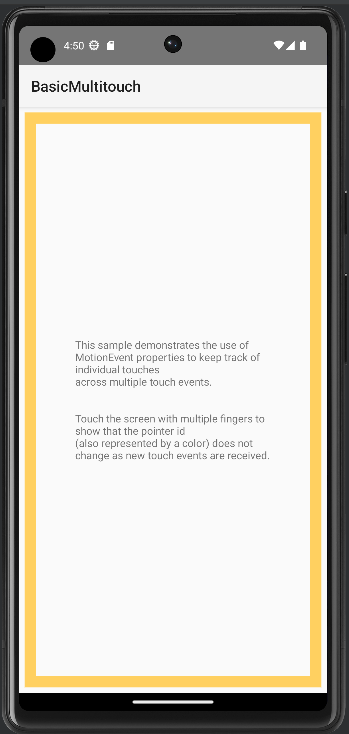 4:50
BasicMultitouch
This sample demonstrates the use of
MotionEvent properties to keep track of
individual touches
across multiple touch events.
Touch the screen with multiple fingers to
show that the pointer id
(also represented by a color) does not
change as new touch events are received.